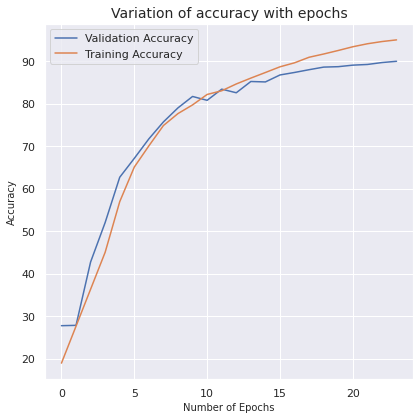 Variation of accuracy with epochs
Validation Accuracy
Training Accuracy
Accuracy
90
80
70
60
50
40
30
20
0 5 10 15 20
Number of Epochs